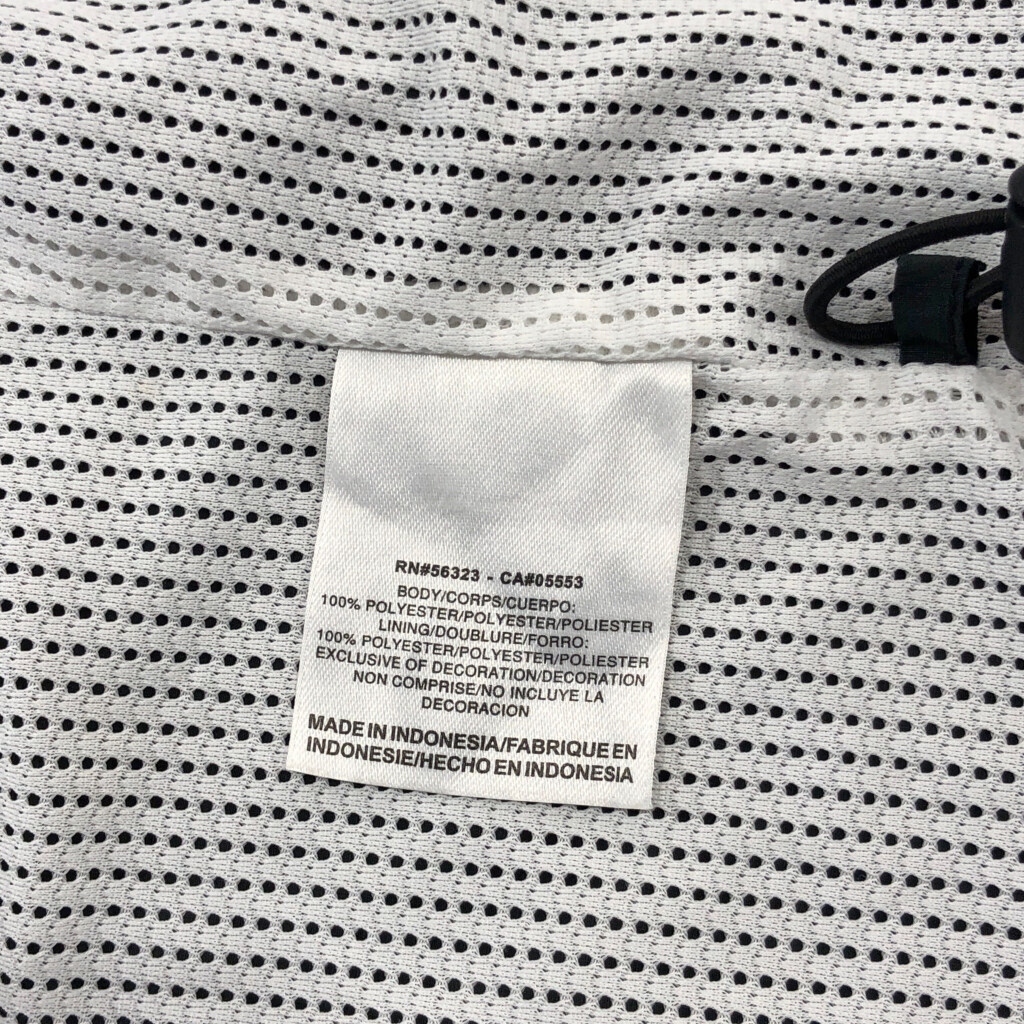 RN#56323 - CA#05553
BODY/CORPS/CUERPO:
100% POLYESTER/POLYESTER/POLIESTER
LINING/DOUBLURE/FORRO:
100% POLYESTER/POLYESTER/POLIESTER
EXCLUSIVE OF DECORATION/DECORATION
NON COMPRISE/NO INCLUYE LA
DECORACION
MADE IN INDONESIA/FABRIQUE EN
INDONESIE/HECHO EN INDONESIA